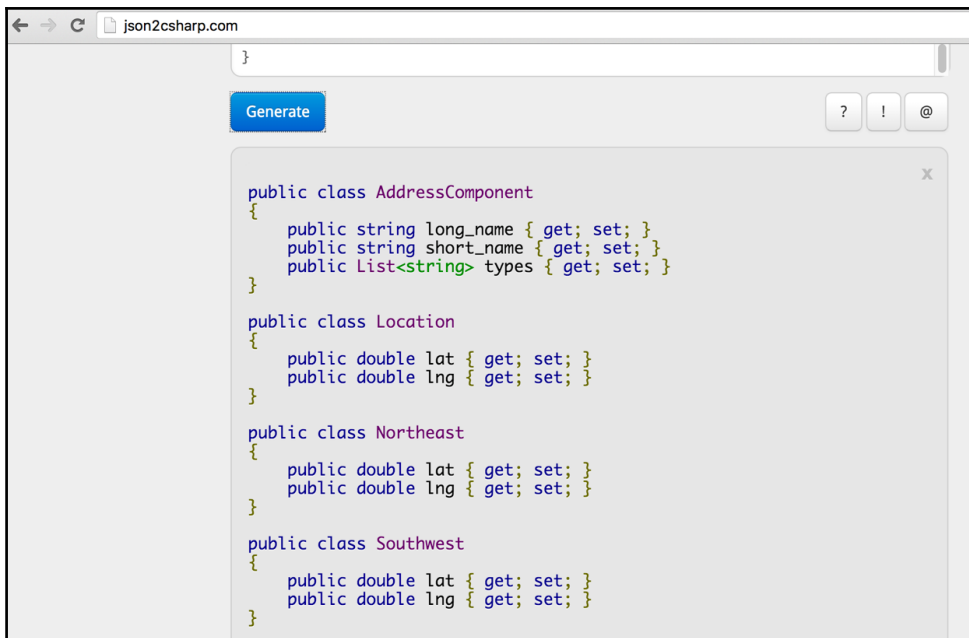 json2csharp.com
}
Generate
? ! @
x
public class AddressComponent
{
    public string long_name { get; set; }
    public string short_name { get; set; }
    public List<string> types { get; set; }
}
public class Location
{
    public double lat { get; set; }
    public double lng { get; set; }
}
public class Northeast
{
    public double lat { get; set; }
    public double lng { get; set; }
}
public class Southwest
{
    public double lat { get; set; }
    public double lng { get; set; }
}